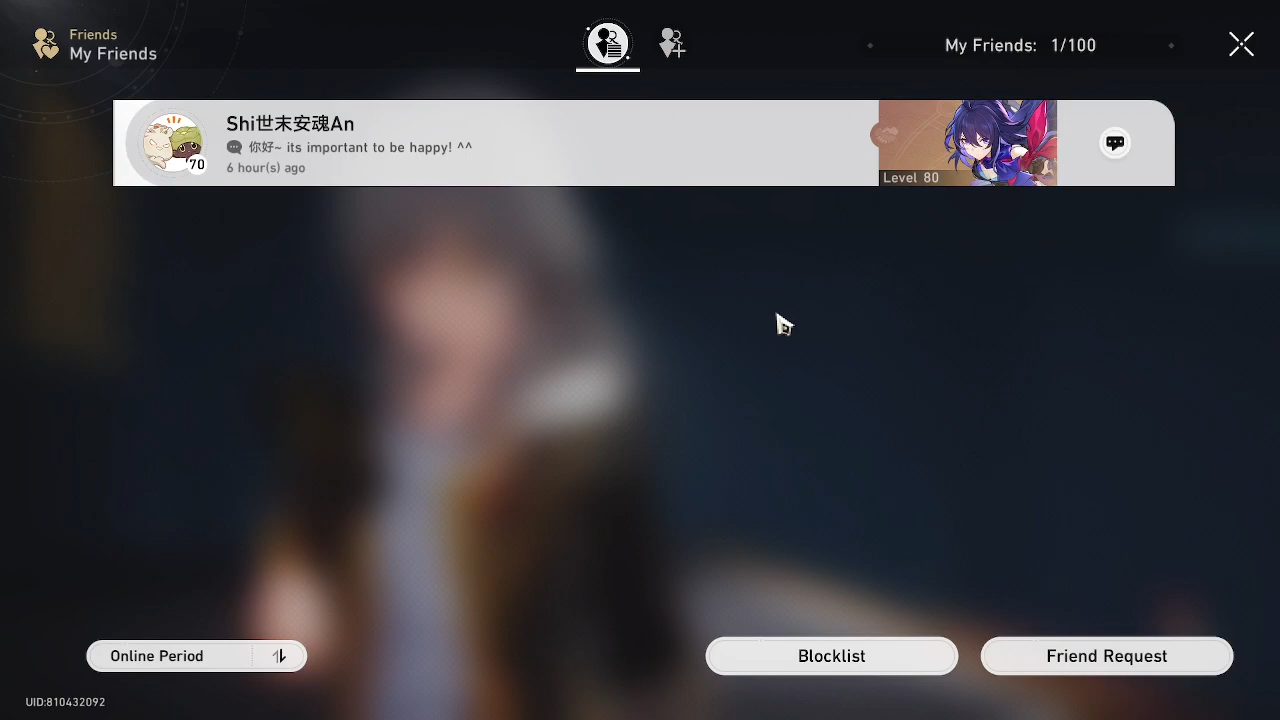 Friends
My Friends
My Friends: 1/100
Shi世末安魂An
你好~ its important to be happy! ^^
70
6 hour(s) ago
Level 80
Online Period
Blocklist
Friend Request
UID:810432092